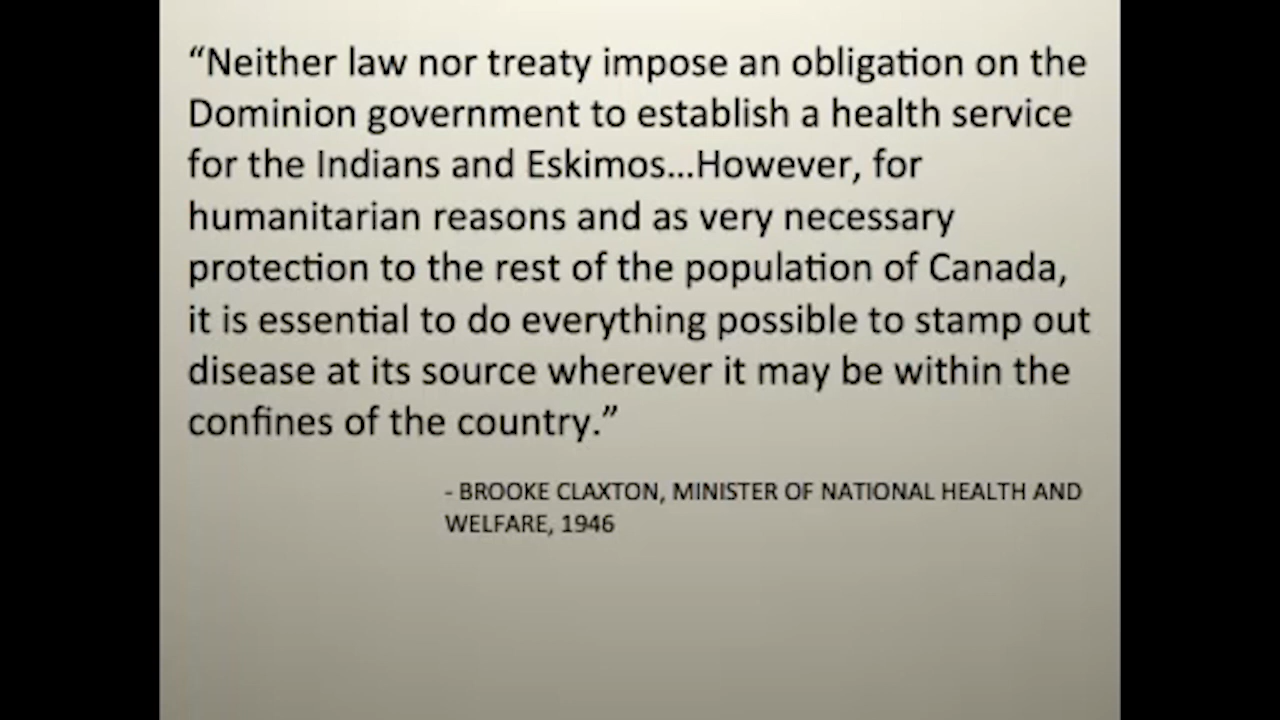 “Neither law nor treaty impose an obligation on the
Dominion government to establish a health service
for the Indians and Eskimos...However, for
humanitarian reasons and as very necessary
protection to the rest of the population of Canada,
it is essential to do everything possible to stamp out
disease at its source wherever it may be within the
confines of the country.”
- BROOKE CLAXTON, MINISTER OF NATIONAL HEALTH AND
WELFARE, 1946